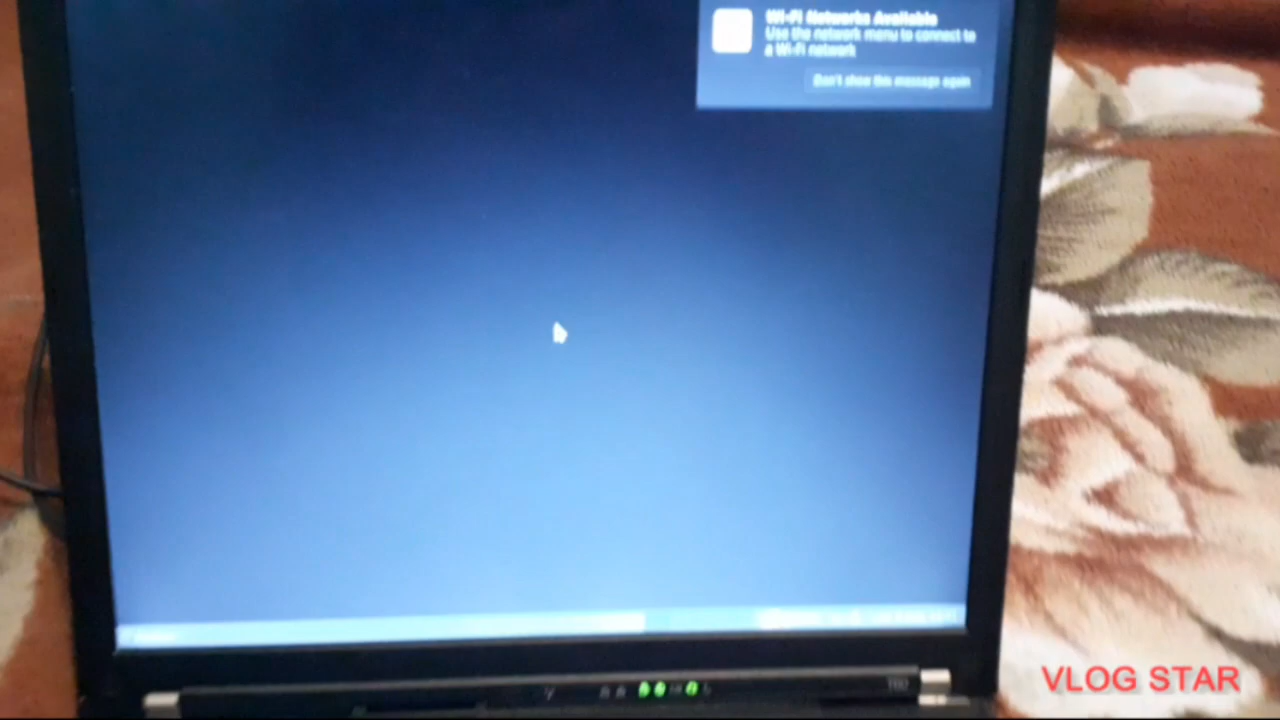 Wi-Fi Networks Available
Use the network menu to connect to
a Wi-Fi network
Don't show this message again
VLOG STAR